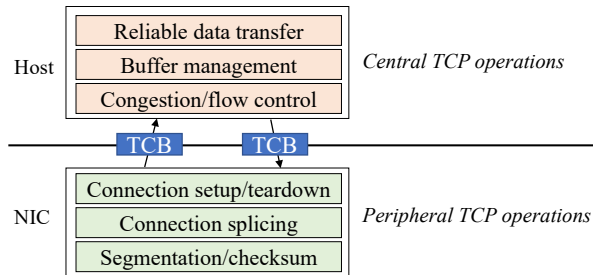 Reliable data transfer
Host
Buffer management
Central TCP operations
Congestion/flow control
TCB
TCB
Connection setup/teardown
NIC
Connection splicing
Peripheral TCP operations
Segmentation/checksum